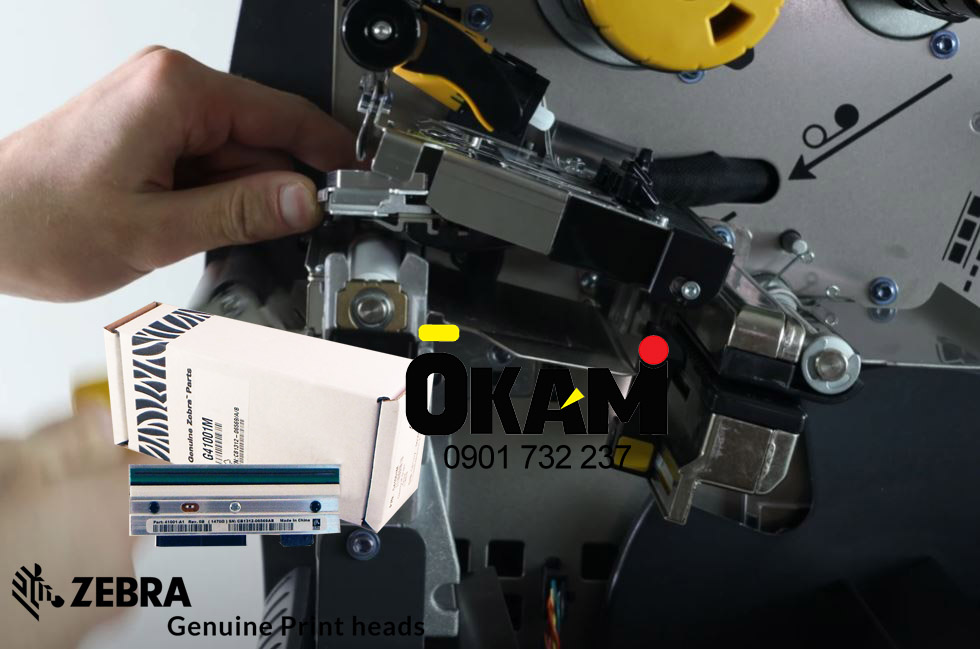 ŌKAM
0901 732 237
Genuine Zebra™ Parts
G41001M
Part:41001-A1 Rev. 08
Made in China
ZEBRA
Genuine Print heads